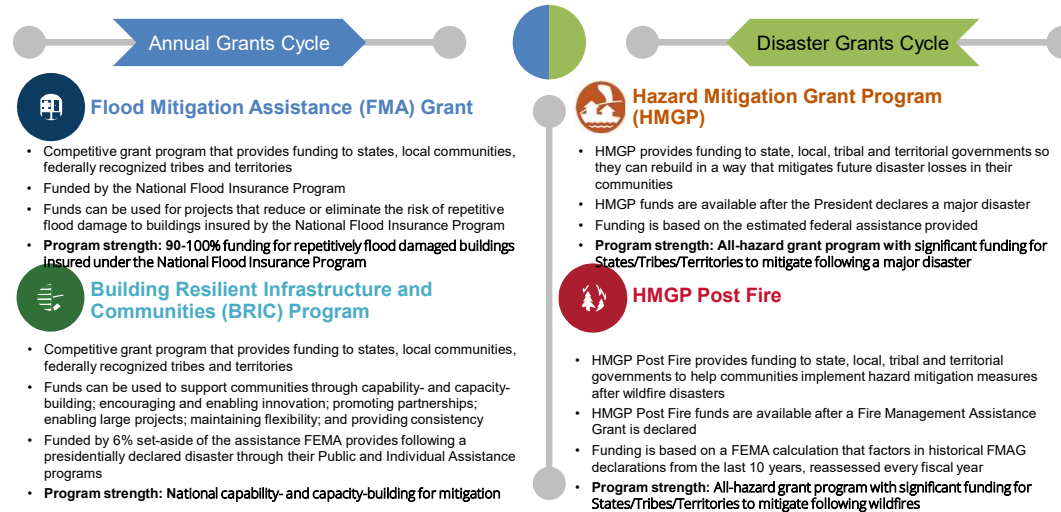 Annual Grants Cycle
Flood Mitigation Assistance (FMA) Grant
• Competitive grant program that provides funding to states, local communities,
federally recognized tribes and territories
• Funded by the National Flood Insurance Program
• Funds can be used for projects that reduce or eliminate the risk of repetitive
flood damage to buildings insured by the National Flood Insurance Program
• Program strength: 90-100% funding for repetitively flood damaged buildings
insured under the National Flood Insurance Program
Building Resilient Infrastructure and
Communities (BRIC) Program
• Competitive grant program that provides funding to states, local communities,
federally recognized tribes and territories
• Funds can be used to support communities through capability- and capacity-
building; encouraging and enabling innovation; promoting partnerships;
enabling large projects; maintaining flexibility; and providing consistency
• Funded by 6% set-aside of the assistance FEMA provides following a
presidentially declared disaster through their Public and Individual Assistance
programs
• Program strength: National capability- and capacity-building for mitigation
Disaster Grants Cycle
Hazard Mitigation Grant Program
(HMGP)
• HMGP provides funding to state, local, tribal and territorial governments so
they can rebuild in a way that mitigates future disaster losses in their
communities
• HMGP funds are available after the President declares a major disaster
• Funding is based on the estimated federal assistance provided
• Program strength: All-hazard grant program with significant funding for
States/Tribes/Territories to mitigate following a major disaster
HMGP Post Fire
• HMGP Post Fire provides funding to state, local, tribal and territorial
governments to help communities implement hazard mitigation measures
after wildfire disasters
• HMGP Post Fire funds are available after a Fire Management Assistance
Grant is declared
• Funding is based on a FEMA calculation that factors in historical FMAG
declarations from the last 10 years, reassessed every fiscal year
• Program strength: All-hazard grant program with significant funding for
States/Tribes/Territories to mitigate following wildfires